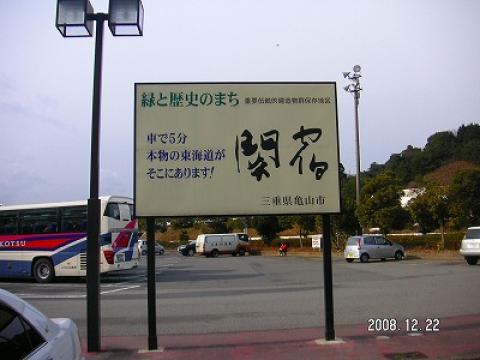 緑と歴史のまち 重要伝統的建造物群保存地区
車で5分
本物の東海道が
そこにあります!
関宿
三重県亀山市
KOTSU
2008.12.22